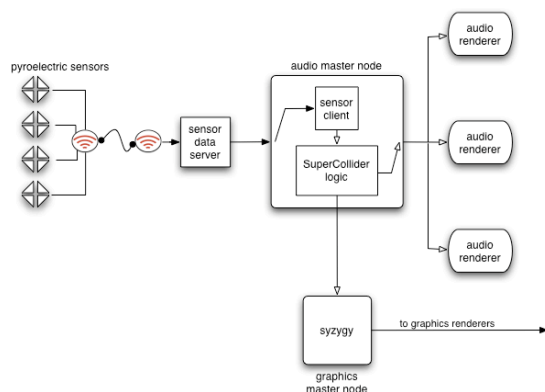 pyroelectric sensors
sensor
data
server
audio master node
sensor
client
SuperCollider
logic
audio
renderer
audio
renderer
audio
renderer
syzygy
to graphics renderers
graphics
master node